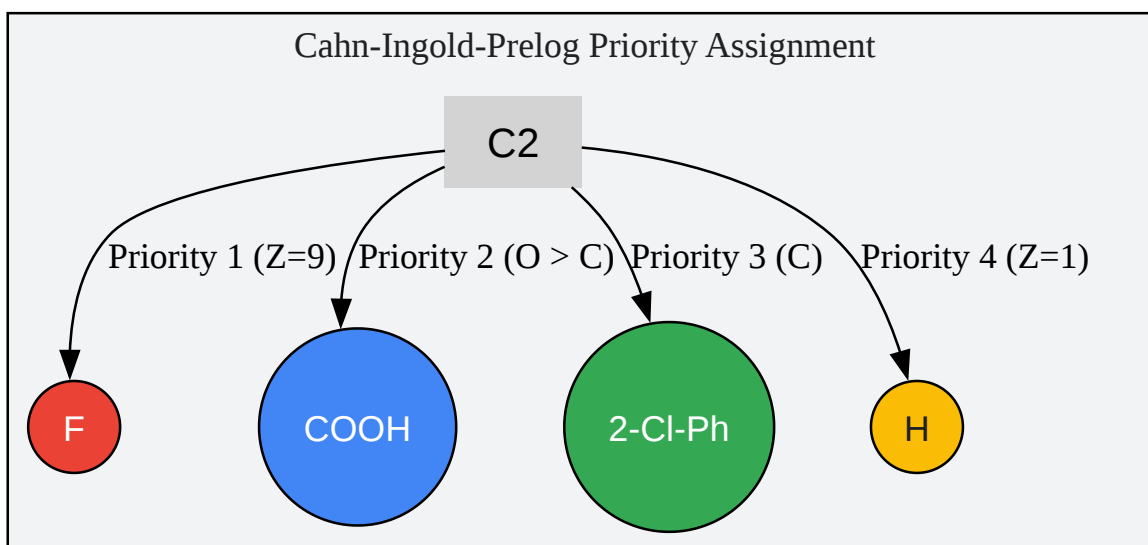 Cahn-Ingold-Prelog Priority Assignment
C2
Priority 1 (Z=9)
Priority 2 (O > C)
Priority 3 (C)
Priority 4 (Z=1)
F
COOH
2-Cl-Ph
H